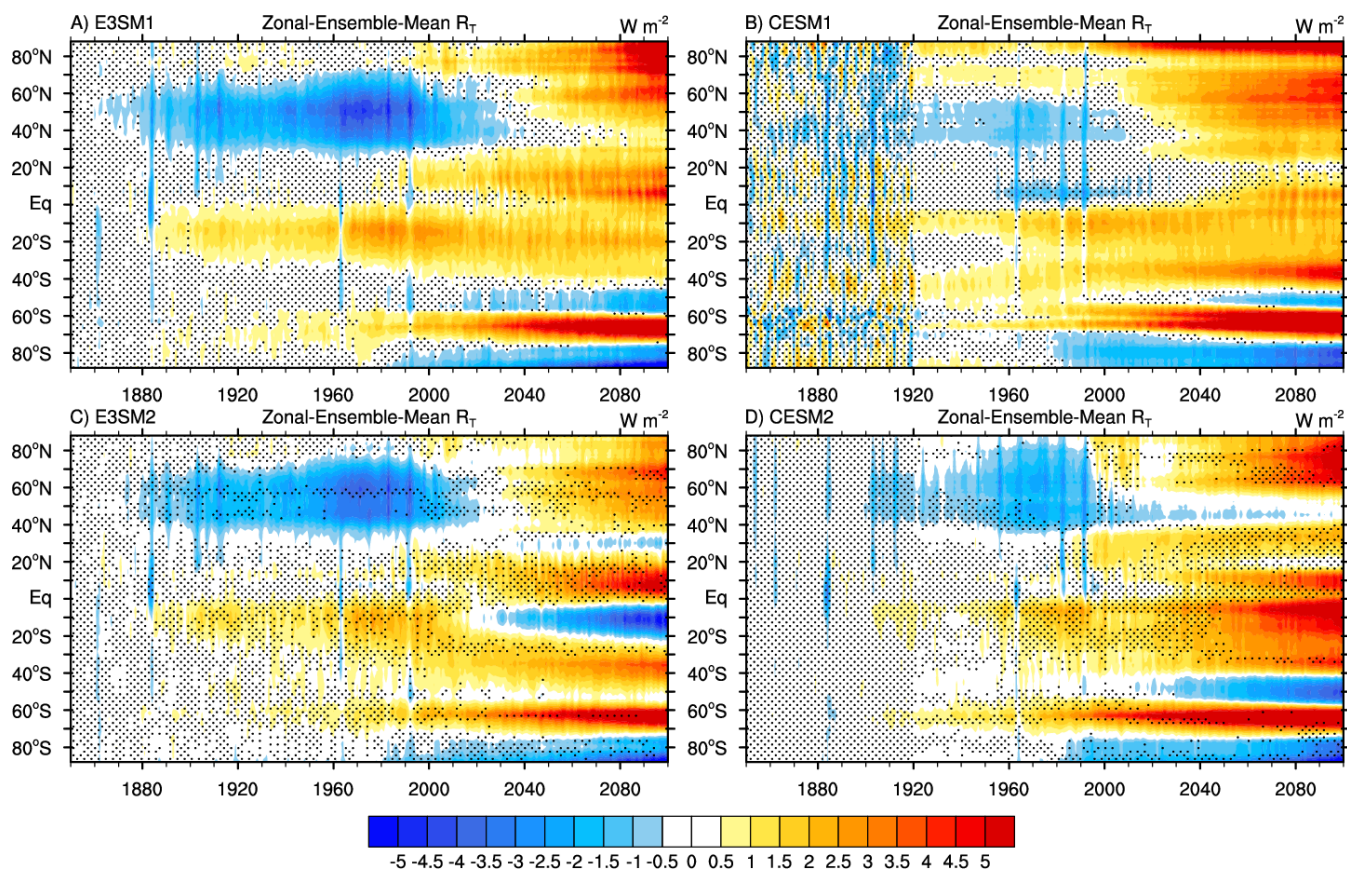 A) E3SM1 Zonal-Ensemble-Mean R_T W m⁻²
80°N
60°N
40°N
20°N
Eq
20°S
40°S
60°S
80°S
1880 1920 1960 2000 2040 2080
B) CESM1 Zonal-Ensemble-Mean R_T W m⁻²
80°N
60°N
40°N
20°N
Eq
20°S
40°S
60°S
80°S
1880 1920 1960 2000 2040 2080
C) E3SM2 Zonal-Ensemble-Mean R_T W m⁻²
80°N
60°N
40°N
20°N
Eq
20°S
40°S
60°S
80°S
1880 1920 1960 2000 2040 2080
D) CESM2 Zonal-Ensemble-Mean R_T W m⁻²
80°N
60°N
40°N
20°N
Eq
20°S
40°S
60°S
80°S
1880 1920 1960 2000 2040 2080
-5 -4.5 -4 -3.5 -3 -2.5 -2 -1.5 -1 -0.5 0 0.5 1 1.5 2 2.5 3 3.5 4 4.5 5